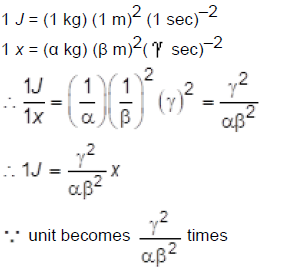 1 J = (1 kg) (1 m)² (1 sec)⁻²
1 x = (α kg) (β m)²(γ sec)⁻²
∴ 1J/1x = (1/α)(1/β)² (γ)² = γ²/αβ²
∴ 1J = γ²/αβ² x
∵ unit becomes γ²/αβ² times